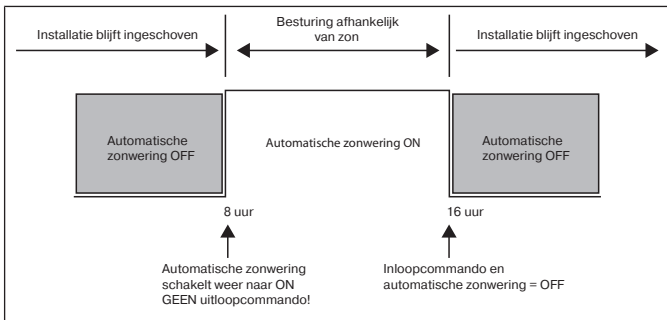 Installatie blijft ingeschoven
Besturing afhankelijk
van zon
Installatie blijft ingeschoven
Automatische
zonwering OFF
Automatische zonwering ON
Automatische
zonwering OFF
8 uur
16 uur
Automatische zonwering
schakelt weer naar ON
GEEN uitloopcommando!
Inloopcommando en
automatische zonwering = OFF